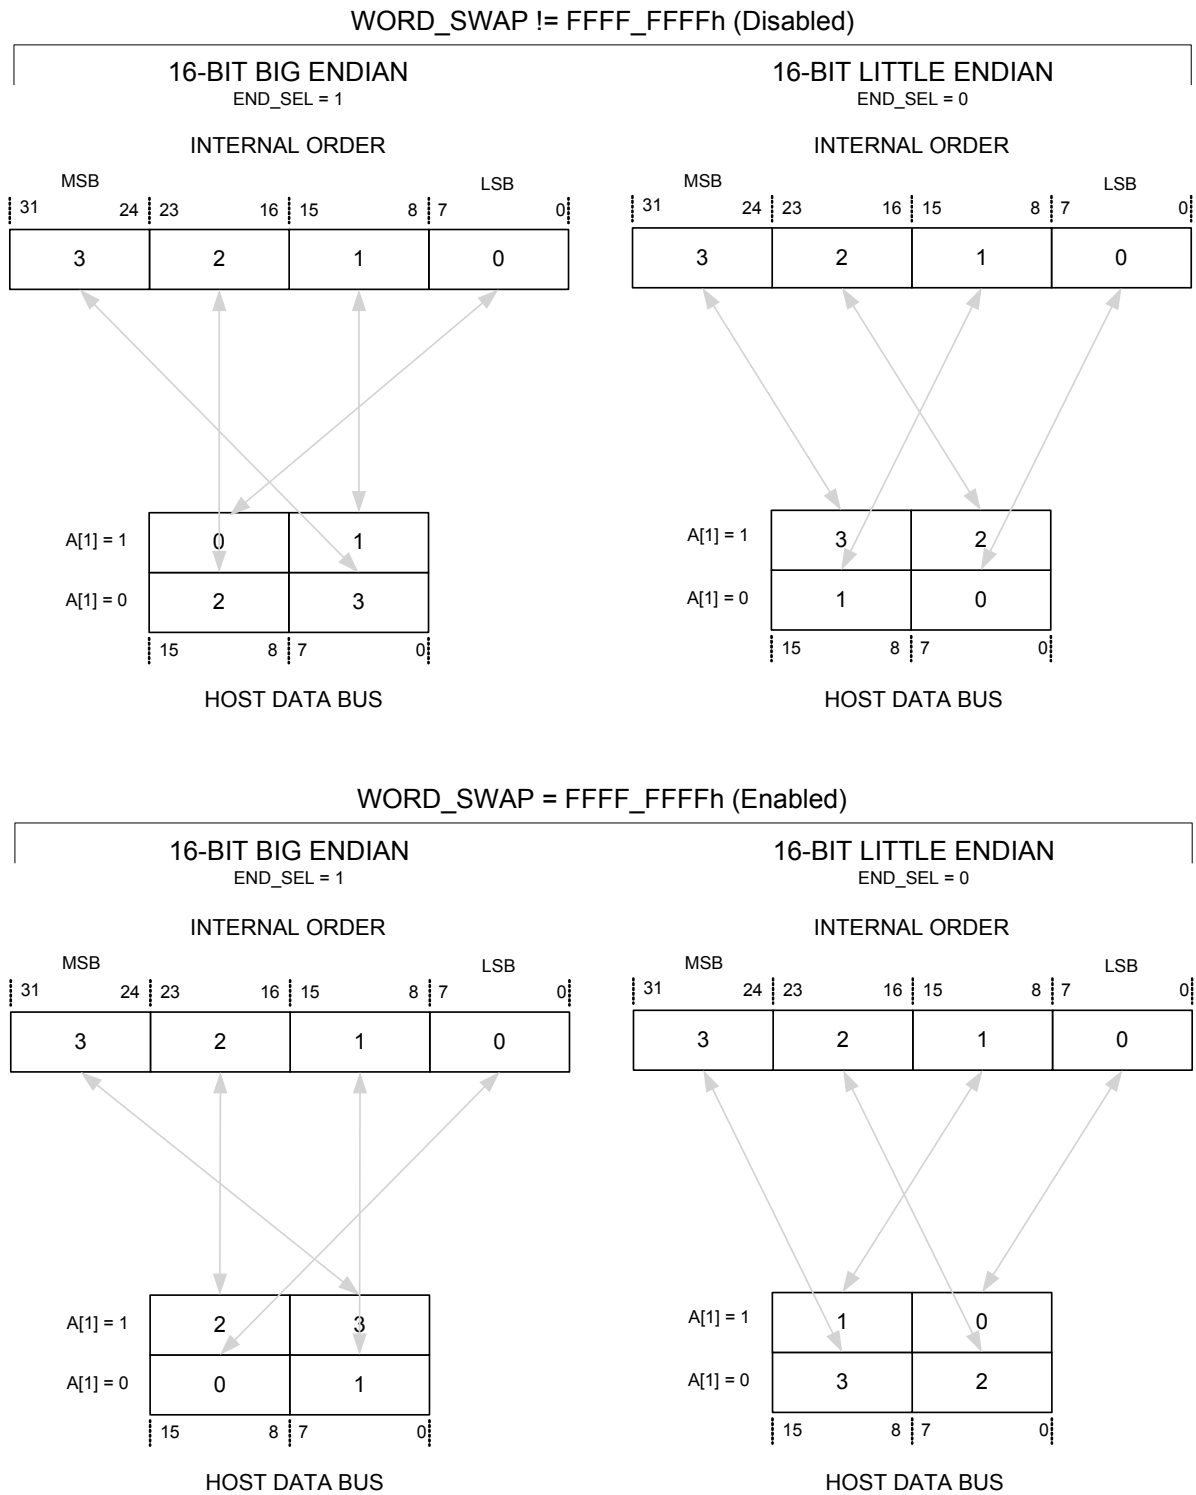 WORD_SWAP != FFFF_FFFFh (Disabled)
16-BIT BIG ENDIAN
END_SEL = 1
INTERNAL ORDER
MSB LSB
31 24 23 16 15 8 7 0
3 2 1 0
A[1] = 1 0 1
A[1] = 0 2 3
15 8 7 0
HOST DATA BUS
16-BIT LITTLE ENDIAN
END_SEL = 0
INTERNAL ORDER
MSB LSB
31 24 23 16 15 8 7 0
3 2 1 0
A[1] = 1 3 2
A[1] = 0 1 0
15 8 7 0
HOST DATA BUS
WORD_SWAP = FFFF_FFFFh (Enabled)
16-BIT BIG ENDIAN
END_SEL = 1
INTERNAL ORDER
MSB LSB
31 24 23 16 15 8 7 0
3 2 1 0
A[1] = 1 2 3
A[1] = 0 0 1
15 8 7 0
HOST DATA BUS
16-BIT LITTLE ENDIAN
END_SEL = 0
INTERNAL ORDER
MSB LSB
31 24 23 16 15 8 7 0
3 2 1 0
A[1] = 1 1 0
A[1] = 0 3 2
15 8 7 0
HOST DATA BUS